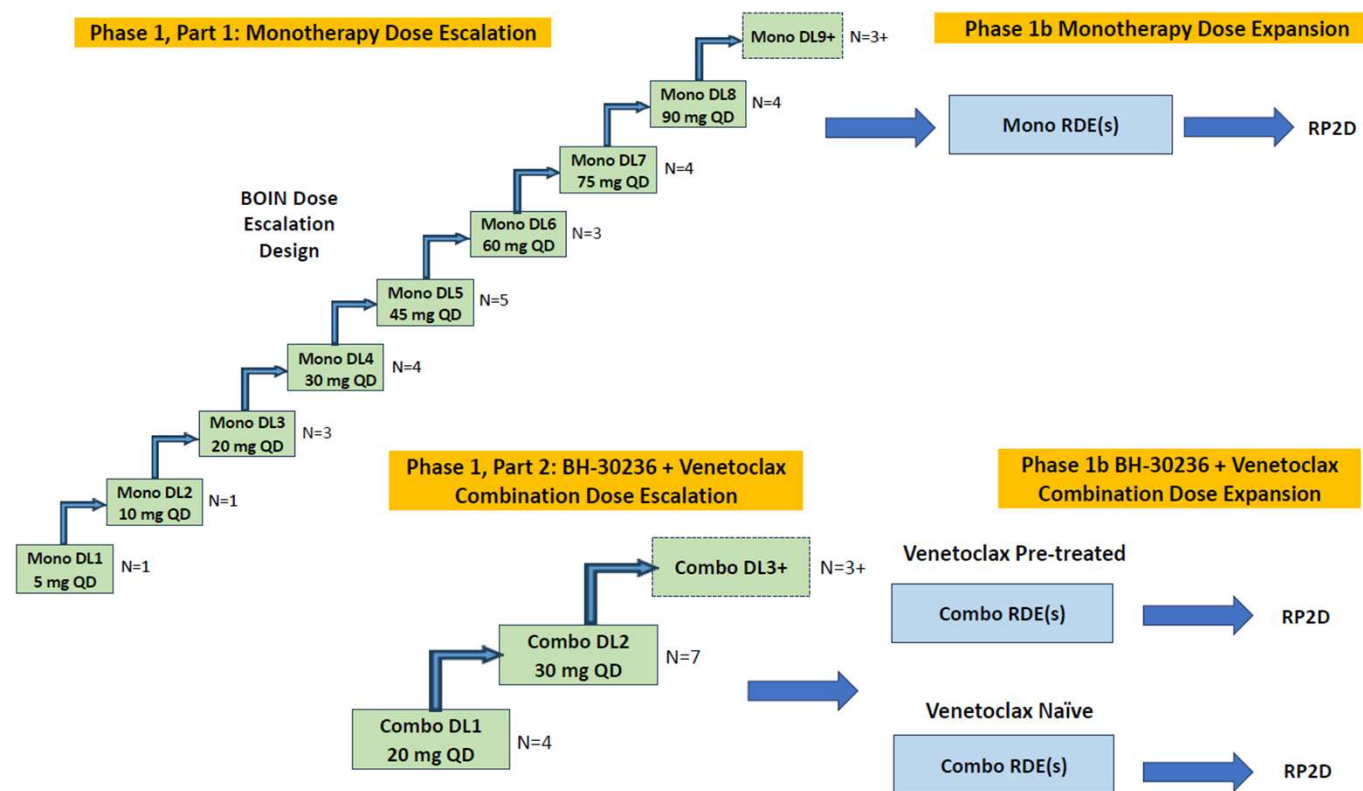 Phase 1, Part 1: Monotherapy Dose Escalation
Mono DL9+
N=3+
Phase 1b Monotherapy Dose Expansion
Mono DL8
90 mg QD
N=4
Mono RDE(s)
RP2D
Mono DL7
75 mg QD
N=4
BOIN Dose
Escalation
Design
Mono DL6
60 mg QD
N=3
Mono DL5
45 mg QD
N=5
Mono DL4
30 mg QD
N=4
Mono DL3
20 mg QD
N=3
Mono DL2
10 mg QD
N=1
Mono DL1
5 mg QD
N=1
Phase 1, Part 2: BH-30236 + Venetoclax
Combination Dose Escalation
Phase 1b BH-30236 + Venetoclax
Combination Dose Expansion
Combo DL3+
N=3+
Combo DL2
30 mg QD
N=7
Combo DL1
20 mg QD
N=4
Venetoclax Pre-treated
Combo RDE(s)
RP2D
Venetoclax Naïve
Combo RDE(s)
RP2D